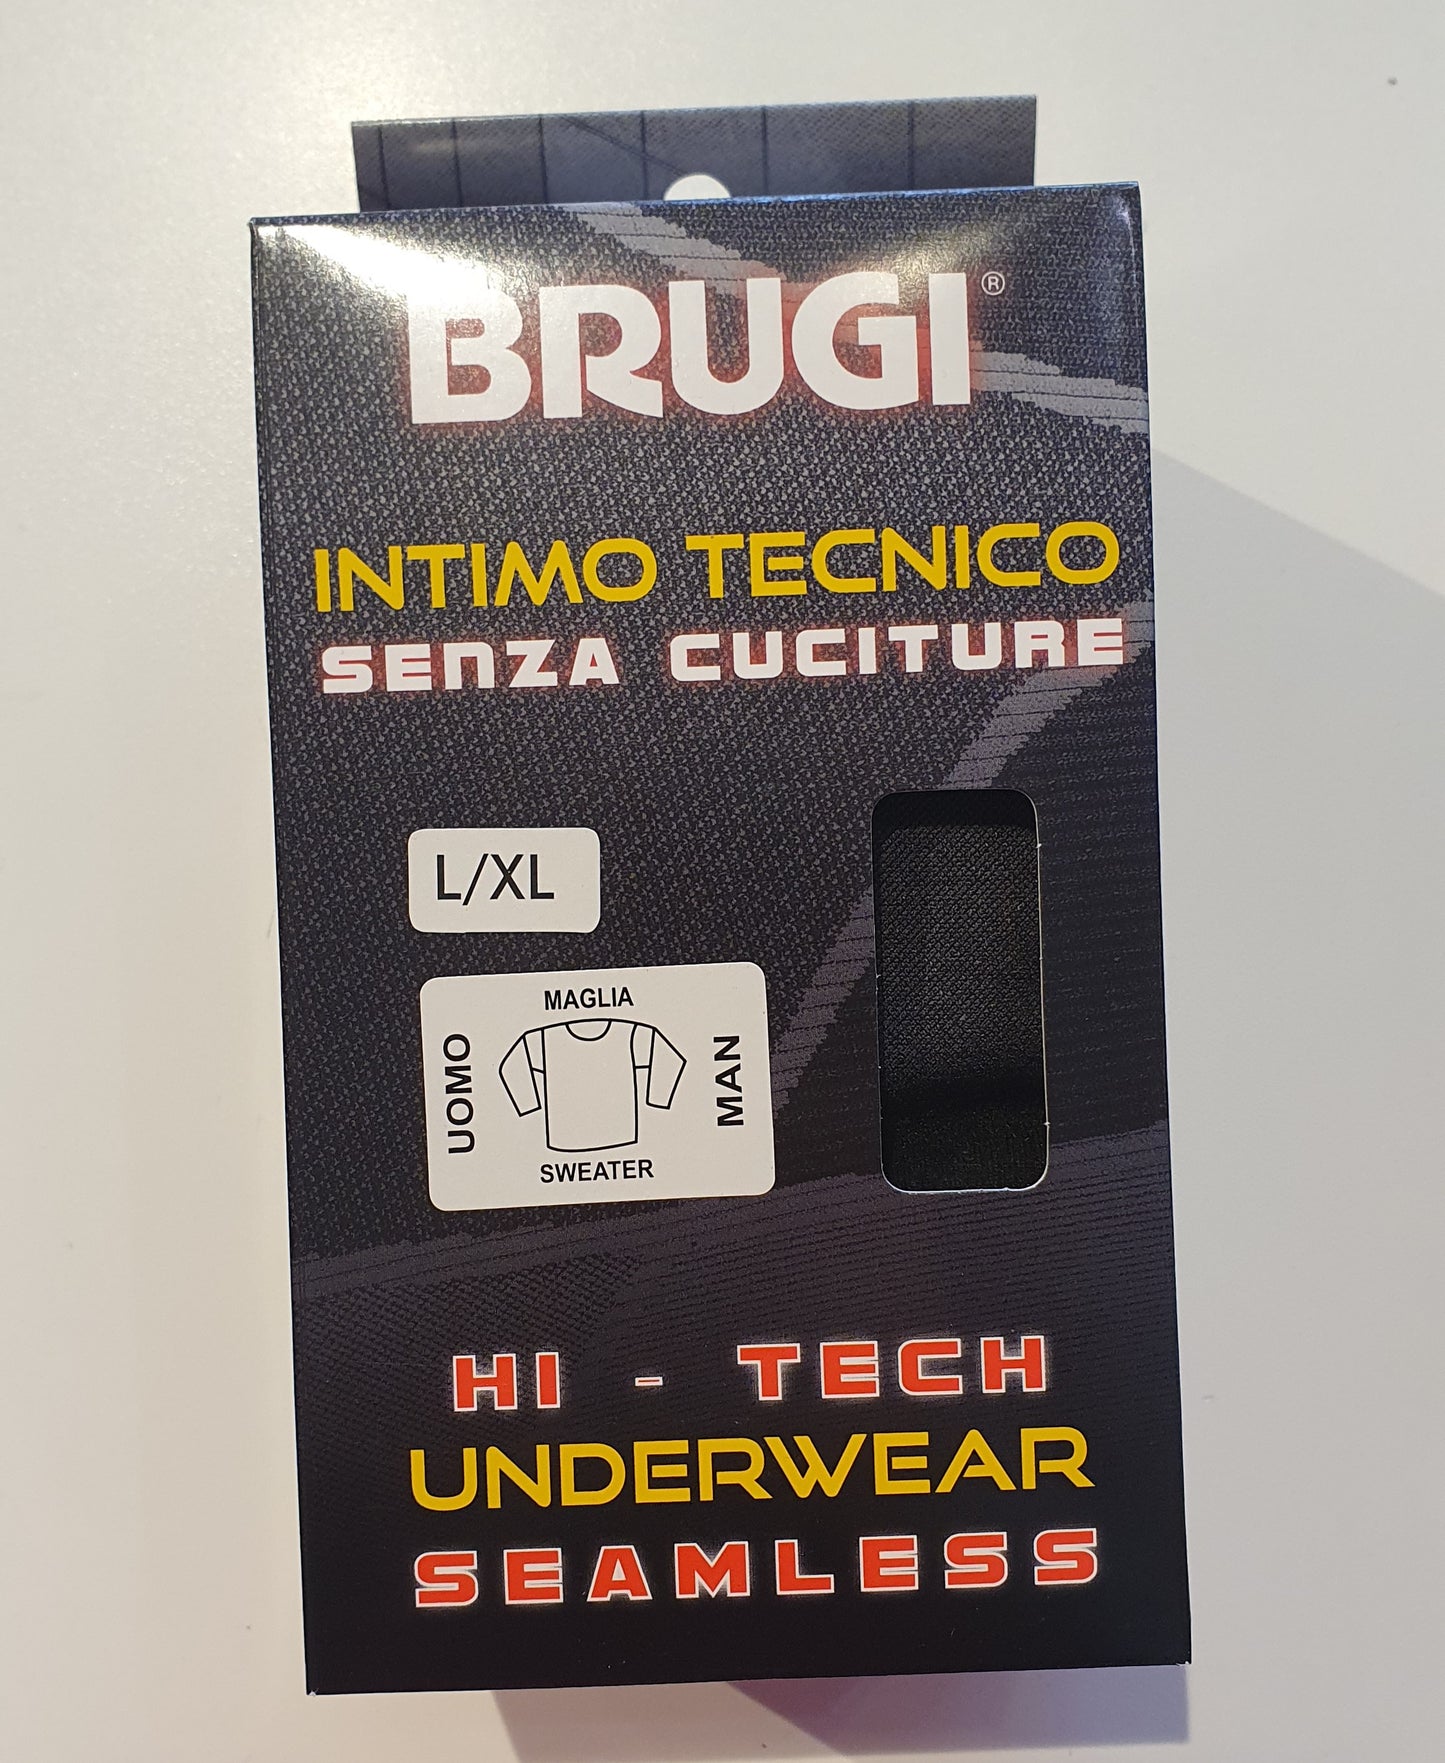 BRUGI®
INTIMO TECNICO
SENZA CUCITURE
L/XL
MAGLIA
UOMO
MAN
SWEATER
HI - TECH
UNDERWEAR
SEAMLESS